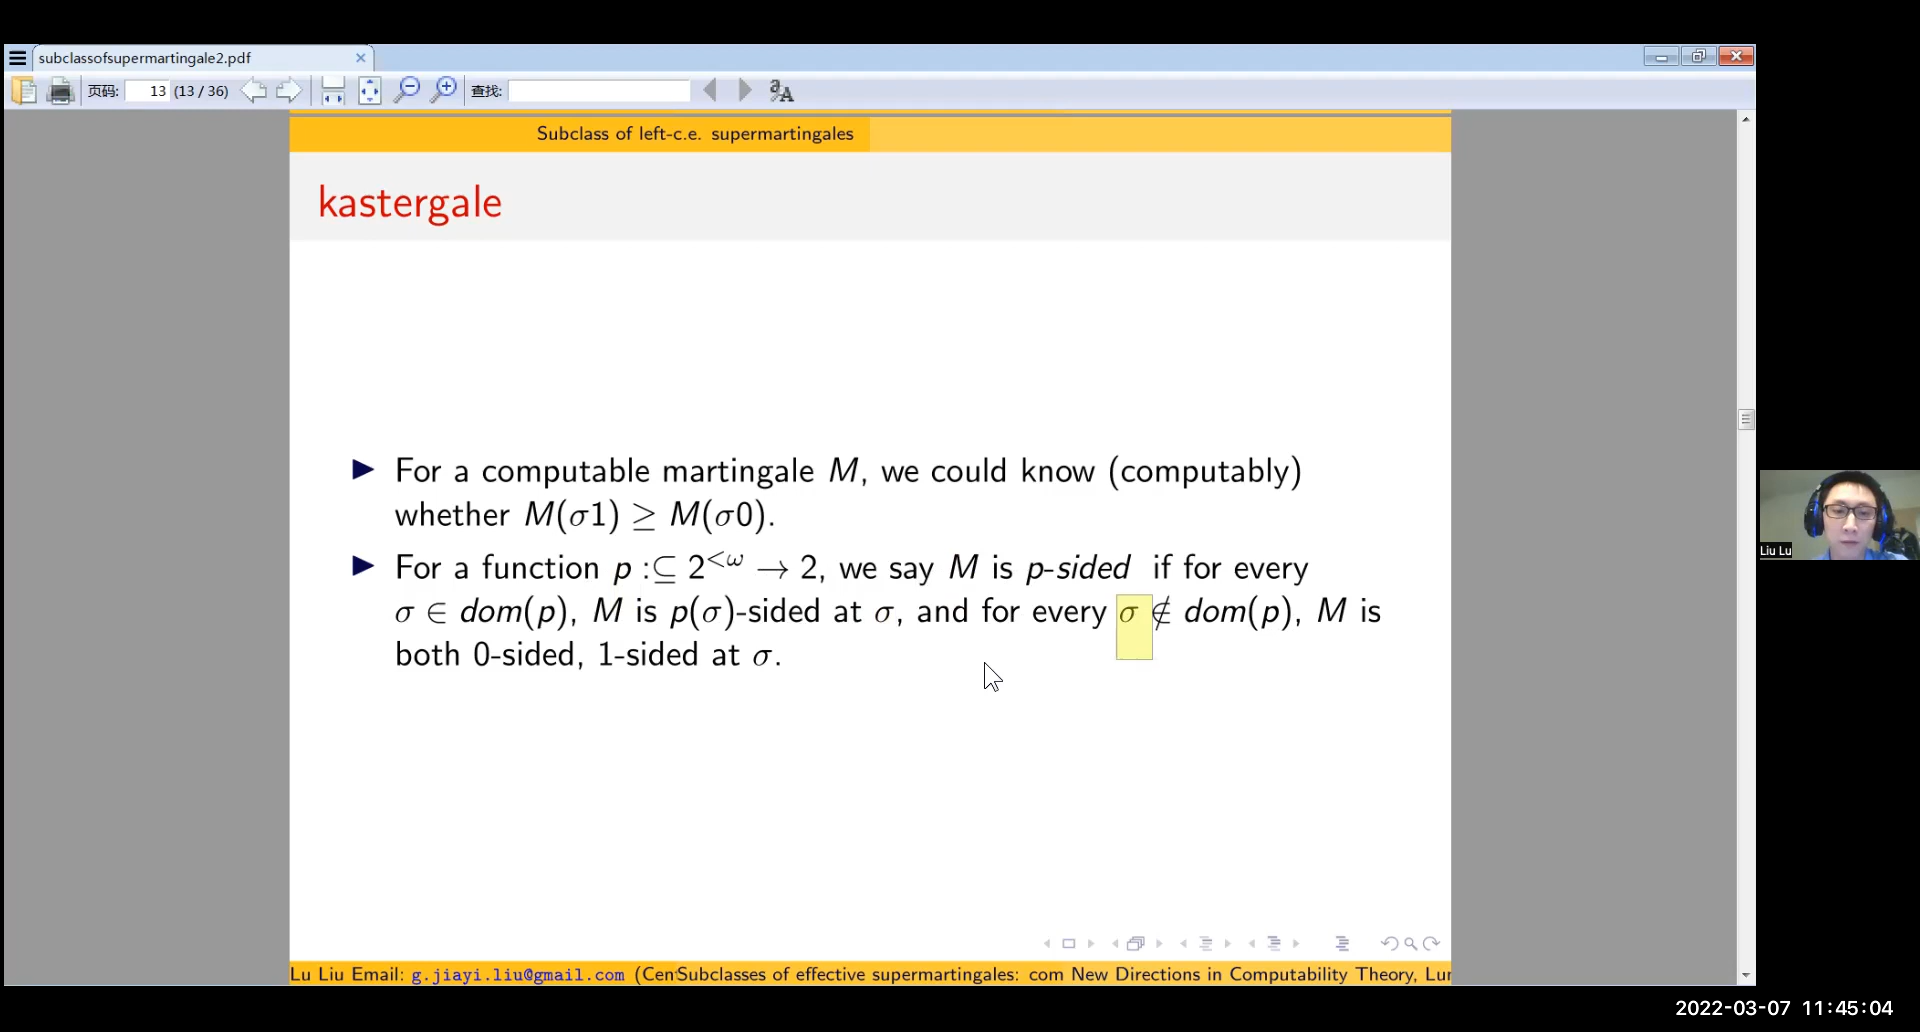 subclassofsupermartingale2.pdf
页码: 13 (13 / 36) 查找:
Subclass of left-c.e. supermartingales
kastergale
▶ For a computable martingale M, we could know (computably)
whether M(σ1) ≥ M(σ0).
▶ For a function p :⊆ 2^{<ω} → 2, we say M is p-sided if for every
σ ∈ dom(p), M is p(σ)-sided at σ, and for every σ ∉ dom(p), M is
both 0-sided, 1-sided at σ.
Liu Lu
Lu Liu Email: g.jiayi.liu@gmail.com (Cen Subclasses of effective supermartingales: com New Directions in Computability Theory, Lu
2022-03-07 11:45:04